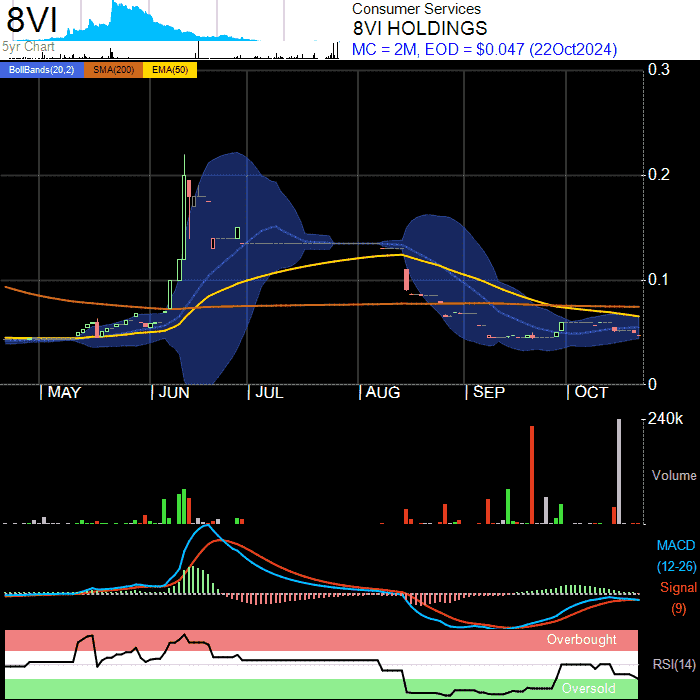 8VI
Consumer Services
8VI HOLDINGS
MC = 2M, EOD = $0.047 (22Oct2024)
5yr Chart
BollBands(20,2) SMA(200) EMA(50)
0.3
0.2
0.1
0
MAY JUN JUL AUG SEP OCT
240k
Volume
MACD
(12-26)
Signal
(9)
Overbought
RSI(14)
Oversold